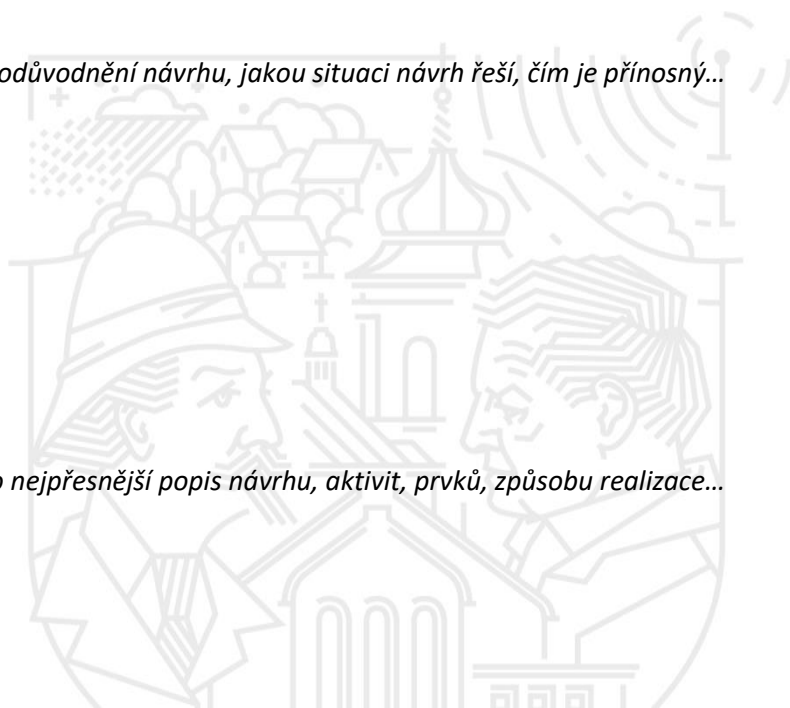 odůvodnění návrhu, jakou situaci návrh řeší, čím je přínosný…
nejpřesnější popis návrhu, aktivit, prvků, způsobu realizace…